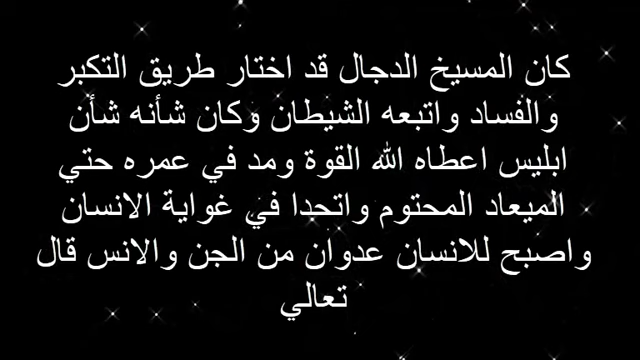 كان المسيخ الدجال قد اختار طريق التكبر
والفساد واتبعه الشيطان وكان شأنه شأن
ابليس اعطاه الله القوة ومد في عمره حتي
الميعاد المحتوم واتحدا في غواية الانسان
واصبح للانسان عدوان من الجن والانس قال
تعالي